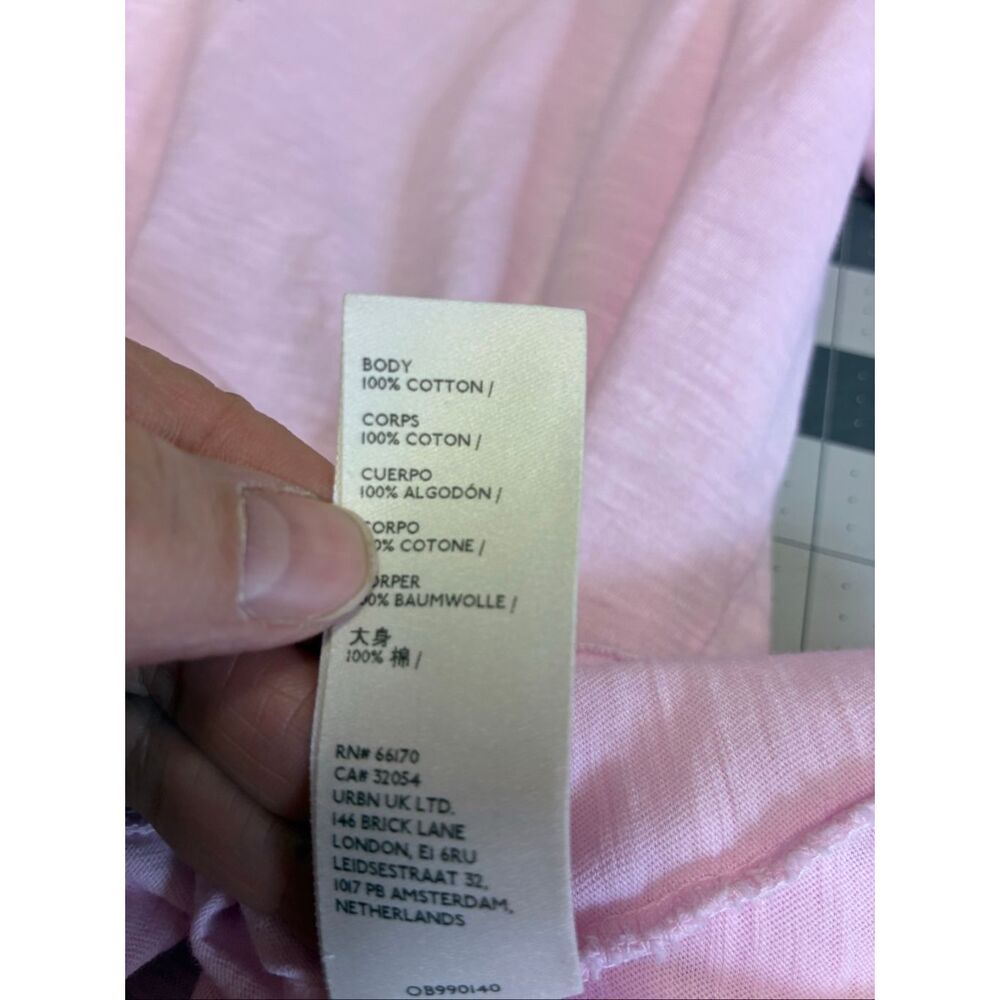 BODY
100% COTTON /
CORPS
100% COTON /
CUERPO
100% ALGODÓN /
COTONE /
BAUMWOLLE /
大身
100% 棉 /
RN# 66170
CA# 32054
URBN UK LTD.
146 BRICK LANE
LONDON, E1 6RU
LEIDSESTRAAT 32,
1017 PB AMSTERDAM,
NETHERLANDS
OB990140